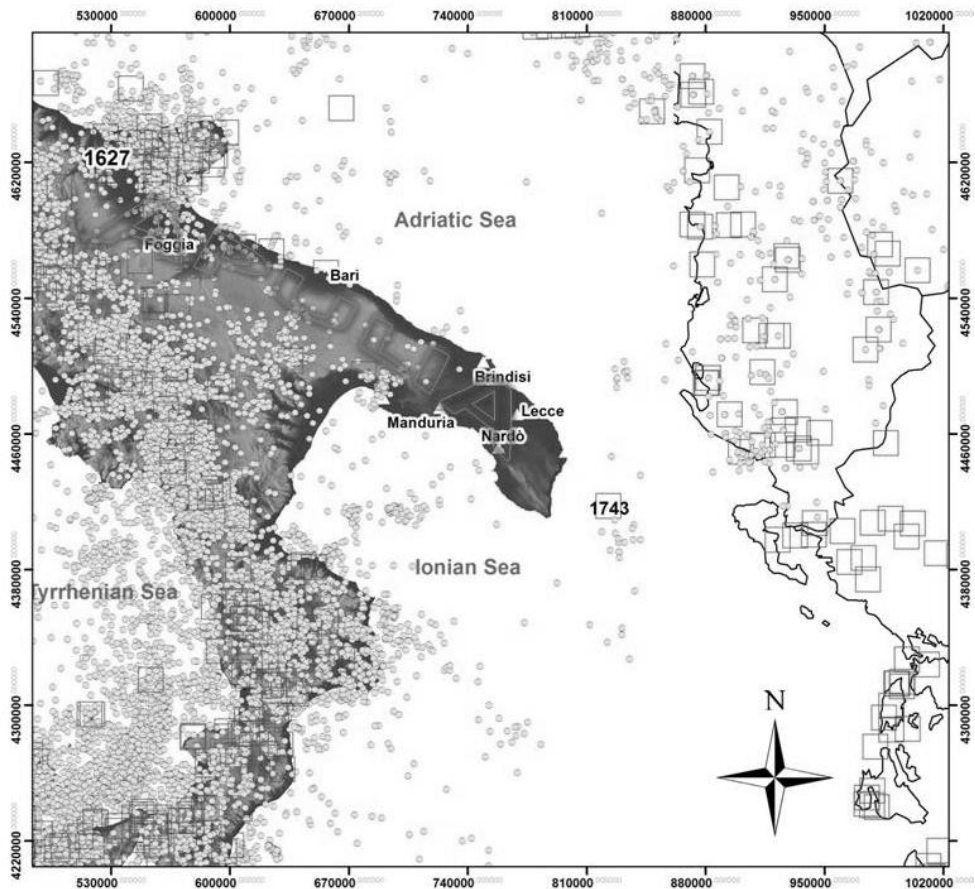 530000 600000 670000 740000 810000 880000 950000 1020000
4620000 4620000
1627
Adriatic Sea
Foggia
Bari
4540000 4540000
Brindisi
Manduria
Lecce
Nardò
4460000 4460000
1743
Ionian Sea
4380000 4380000
Tyrrhenian Sea
4300000 4300000
N
4220000 4220000
530000 600000 670000 740000 810000 880000 950000 1020000